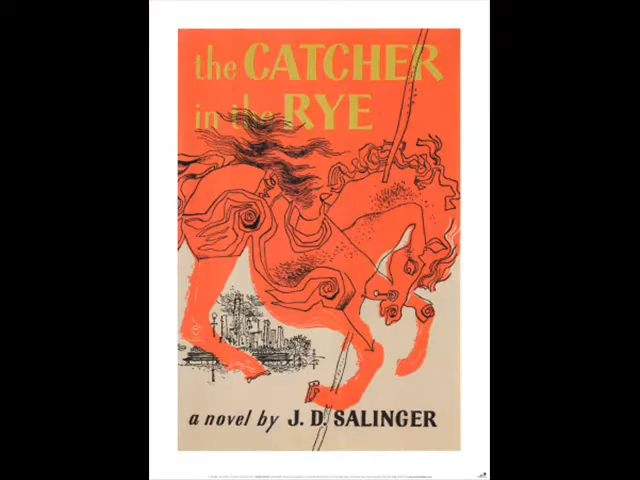 the CATCHER
in the RYE
a novel by J. D. SALINGER